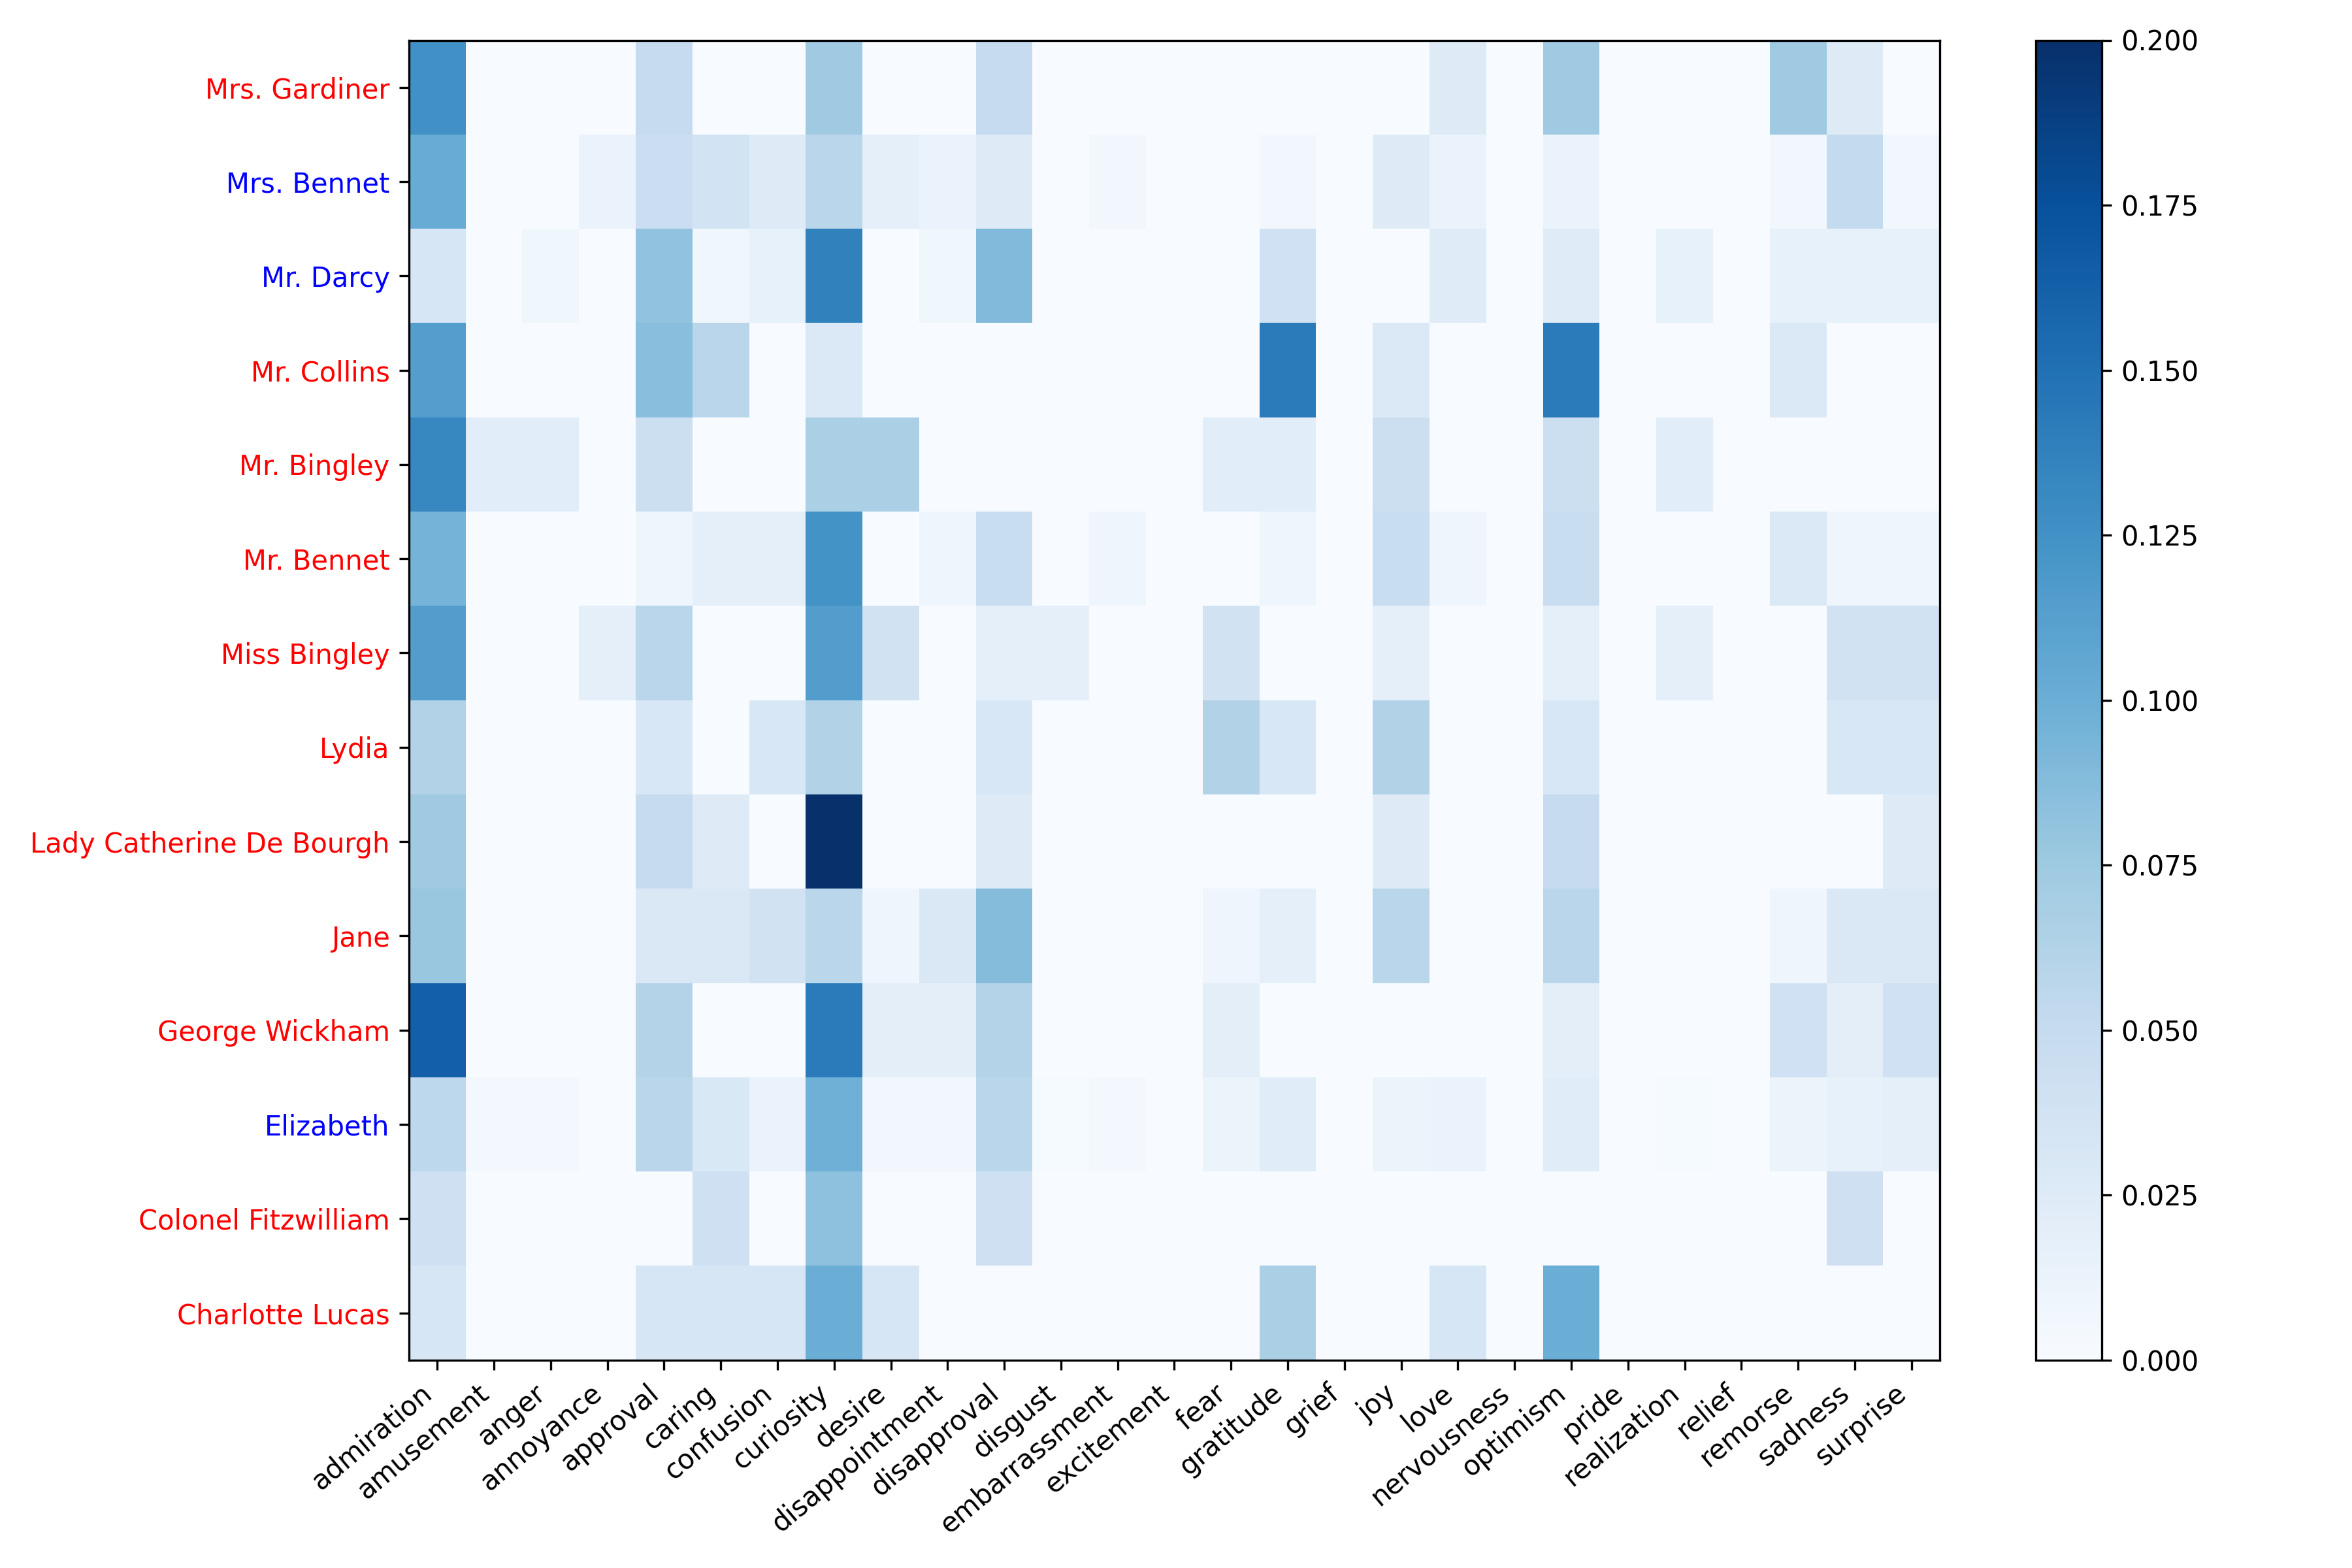 Mrs. Gardiner
Mrs. Bennet
Mr. Darcy
Mr. Collins
Mr. Bingley
Mr. Bennet
Miss Bingley
Lydia
Lady Catherine De Bourgh
Jane
George Wickham
Elizabeth
Colonel Fitzwilliam
Charlotte Lucas
admiration
amusement
anger
annoyance
approval
caring
confusion
curiosity
desire
disappointment
disapproval
disgust
embarrassment
excitement
fear
gratitude
grief
joy
love
nervousness
optimism
pride
realization
relief
remorse
sadness
surprise
0.200
0.175
0.150
0.125
0.100
0.075
0.050
0.025
0.000